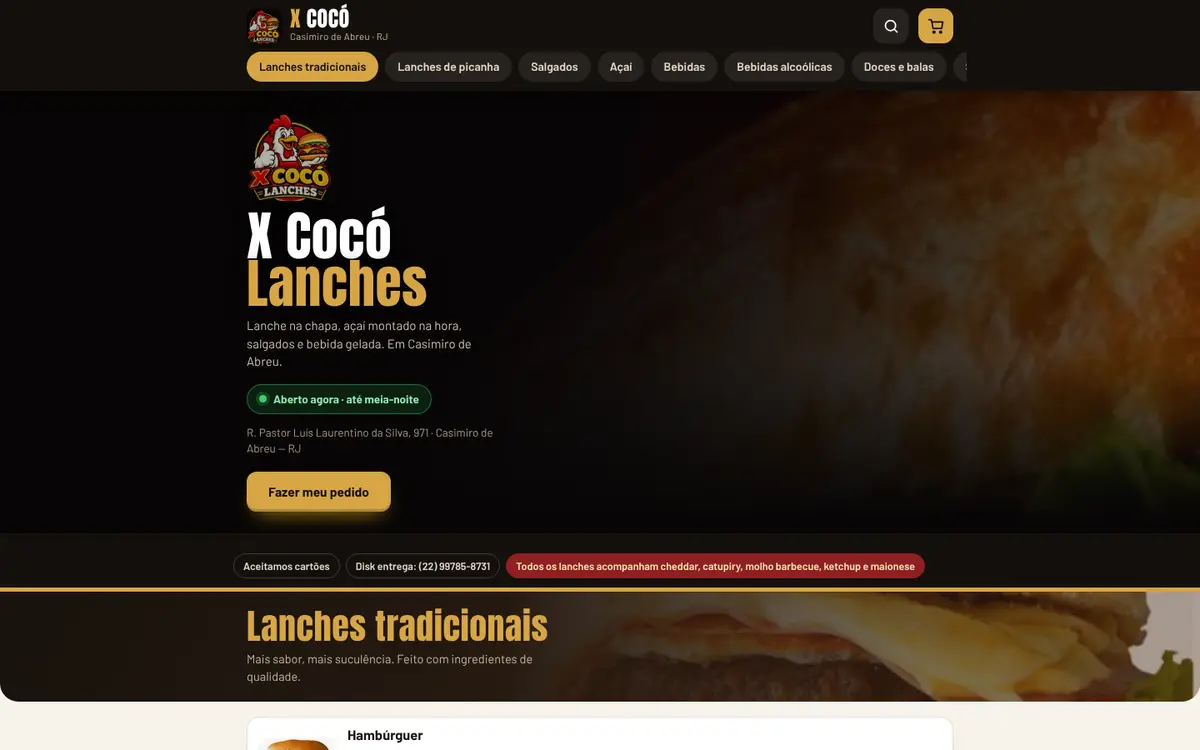 X COCÓ
LANCHES
X Cocó
Casimiro de Abreu · RJ
Lanches tradicionais
Lanches de picanha
Salgados
Açaí
Bebidas
Bebidas alcoólicas
Doces e balas
X COCÓ
LANCHES
X Cocó
Lanches
Lanche na chapa, açaí montado na hora,
salgados e bebida gelada. Em Casimiro de
Abreu.
Aberto agora · até meia-noite
R. Pastor Luís Laurentino da Silva, 971 · Casimiro de
Abreu — RJ
Fazer meu pedido
Aceitamos cartões
Disk entrega: (22) 99785-8731
Todos os lanches acompanham cheddar, catupiry, molho barbecue, ketchup e maionese
Lanches tradicionais
Mais sabor, mais suculência. Feito com ingredientes de
qualidade.
Hambúrguer